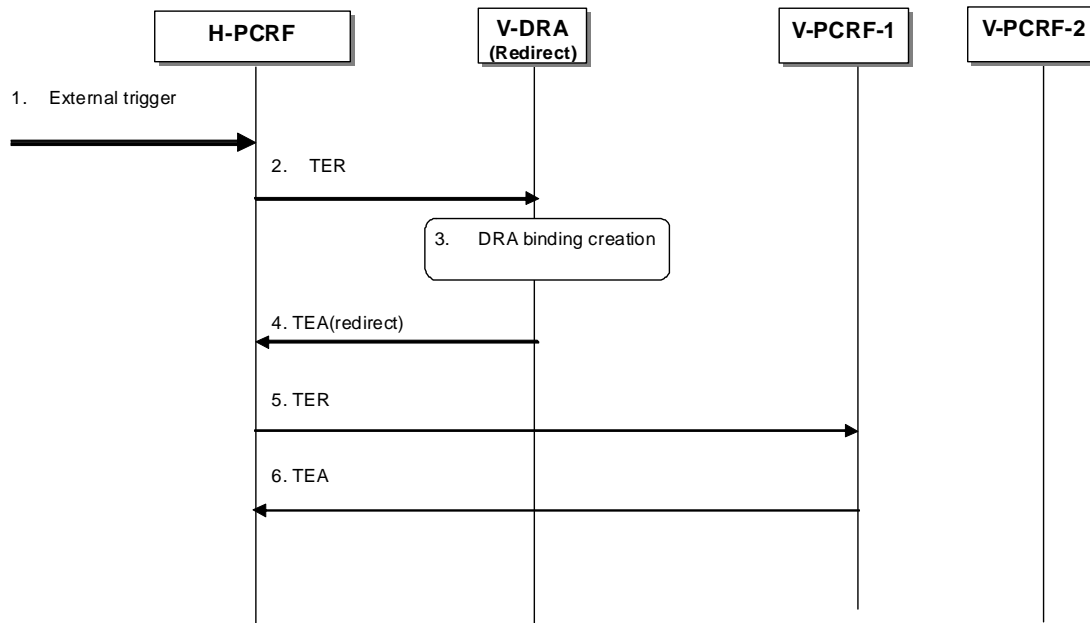 H-PCRF
V-DRA
(Redirect)
V-PCRF-1
V-PCRF-2
1. External trigger
2. TER
3. DRA binding creation
4. TEA(redirect)
5. TER
6. TEA